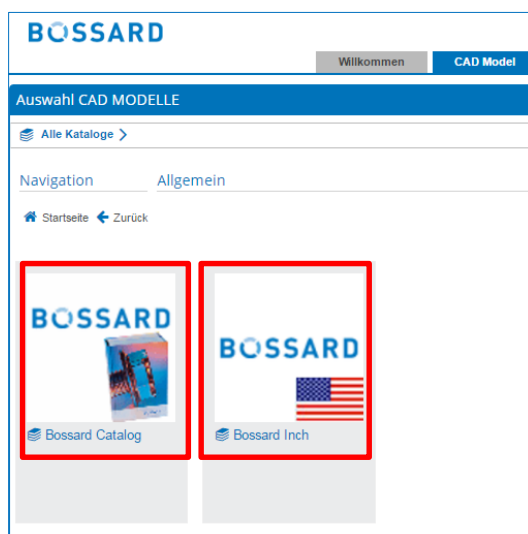 BOSSARD
Willkommen CAD Model
Auswahl CAD MODELLE
Alle Kataloge
Navigation Allgemein
Startseite Zurück
BOSSARD
BOSSARD
Bossard Catalog
Bossard Inch